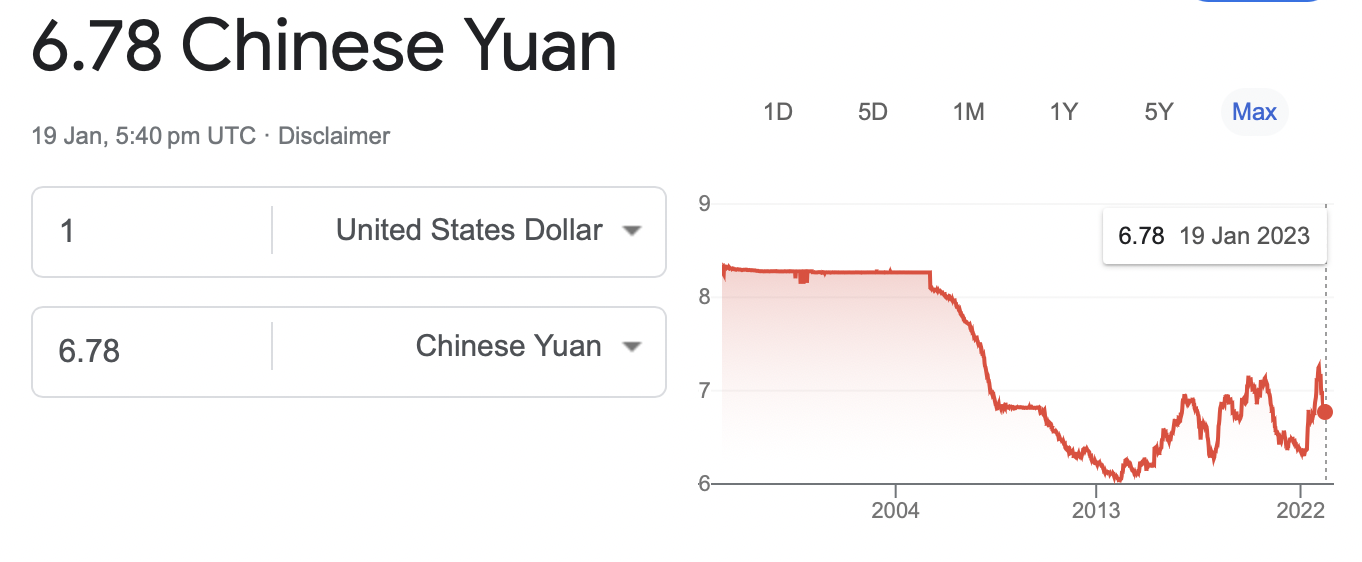 6.78 Chinese Yuan
19 Jan, 5:40 pm UTC · Disclaimer
1 United States Dollar
6.78 Chinese Yuan
1D 5D 1M 1Y 5Y Max
9
6.78 19 Jan 2023
8
7
6
2004 2013 2022